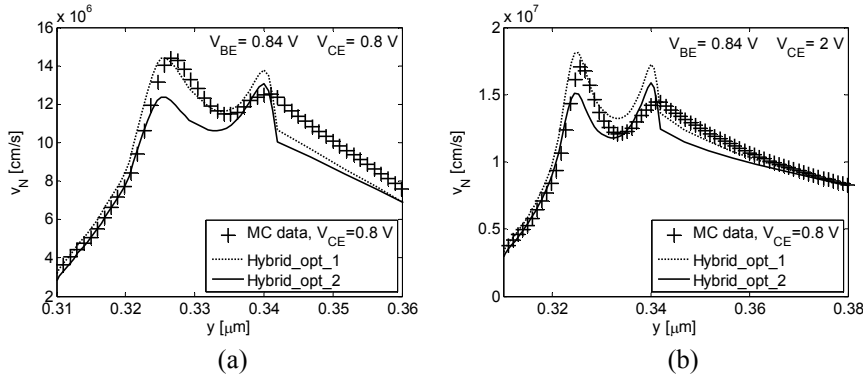 x 10^6
16
14
12
10
8
6
4
2
v_N [cm/s]
V_BE = 0.84 V V_CE = 0.8 V
MC data, V_CE=0.8 V
Hybrid_opt_1
Hybrid_opt_2
0.31 0.32 0.33 0.34 0.35 0.36
y [μm]
(a)
2 x 10^7
1.5
1
0.5
0
v_N [cm/s]
V_BE = 0.84 V V_CE = 2 V
MC data, V_CE=0.8 V
Hybrid_opt_1
Hybrid_opt_2
0.32 0.34 0.36 0.38
y [μm]
(b)